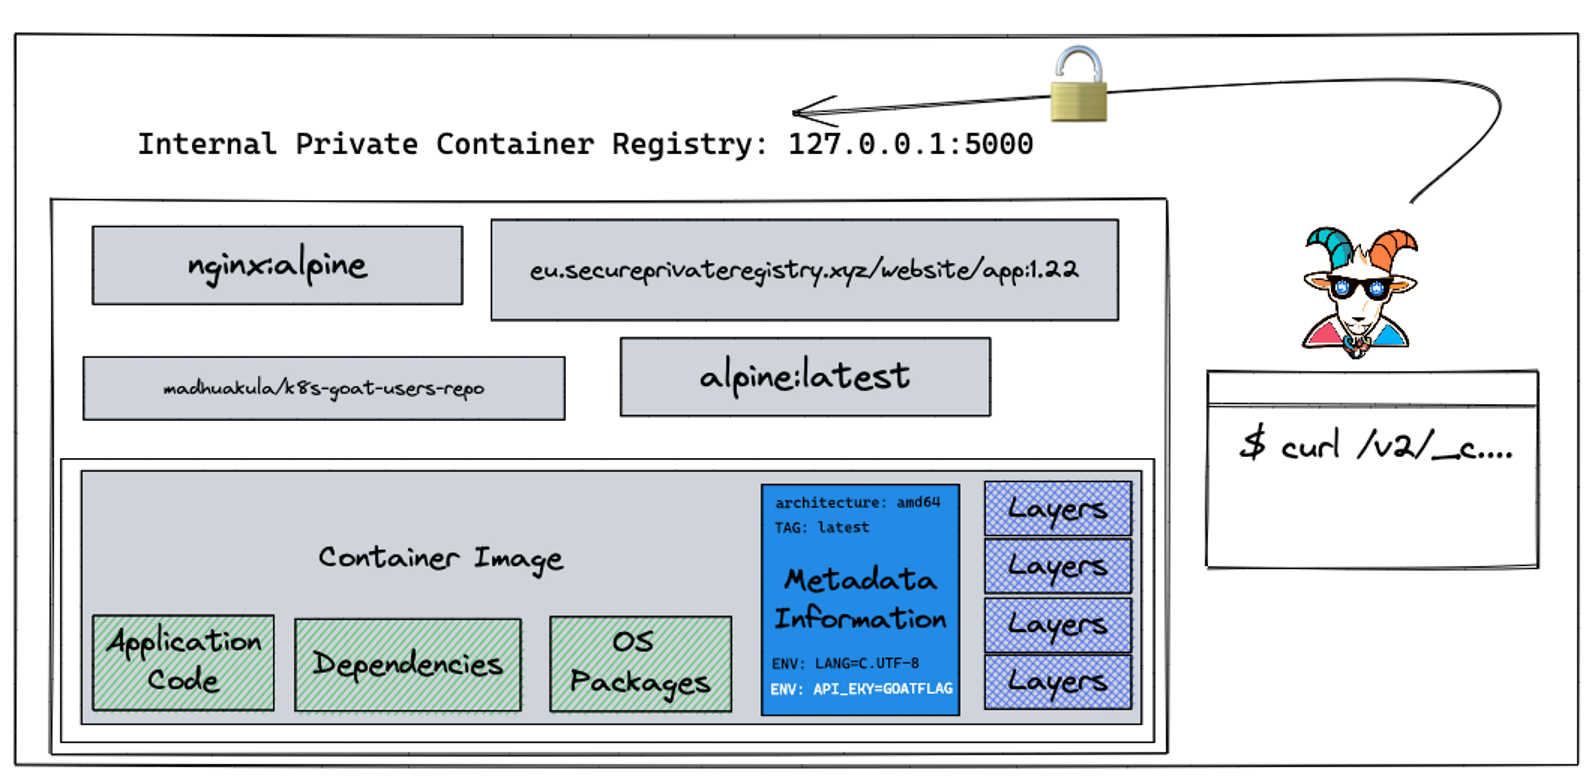 Internal Private Container Registry: 127.0.0.1:5000
nginx:alpine
eu.secureprivateregistry.xyz/website/app:1.22
madhuakula/k8s-goat-users-repo
alpine:latest
$ curl /v2/_c....
Container Image
Application
Code
Dependencies
OS
Packages
architecture: amd64
TAG: latest
Metadata
Information
ENV: LANG=C.UTF-8
ENV: API_EKY=GOATFLAG
Layers
Layers
Layers
Layers